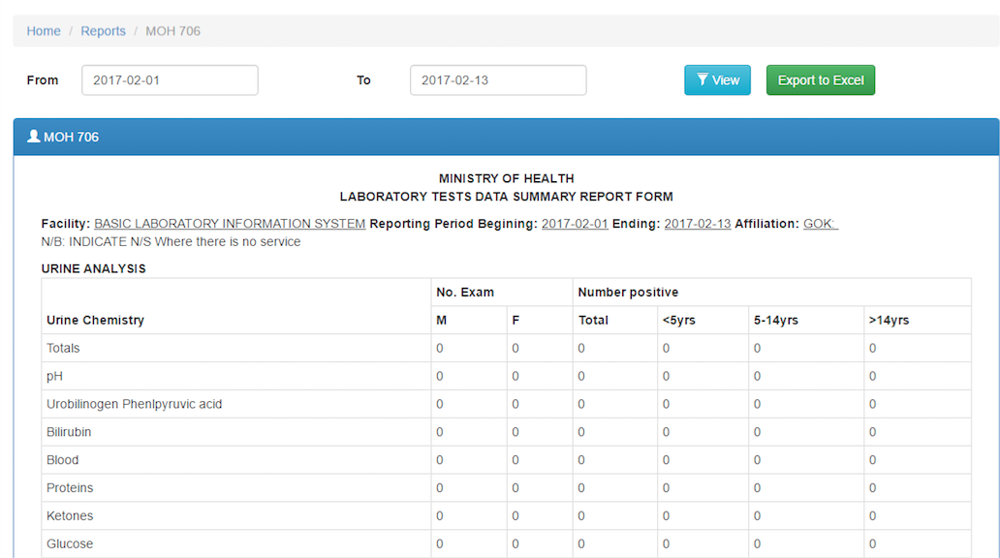 Home / Reports / MOH 706
From 2017-02-01 To 2017-02-13 View Export to Excel
MOH 706
MINISTRY OF HEALTH
LABORATORY TESTS DATA SUMMARY REPORT FORM
Facility: BASIC LABORATORY INFORMATION SYSTEM Reporting Period Begining: 2017-02-01 Ending: 2017-02-13 Affiliation: GOK:
N/B: INDICATE N/S Where there is no service
URINE ANALYSIS
No. Exam Number positive
Urine Chemistry M F Total <5yrs 5-14yrs >14yrs
Totals 0 0 0 0 0 0
pH 0 0 0 0 0 0
Urobilinogen Phenlpyruvic acid 0 0 0 0 0 0
Bilirubin 0 0 0 0 0 0
Blood 0 0 0 0 0 0
Proteins 0 0 0 0 0 0
Ketones 0 0 0 0 0 0
Glucose 0 0 0 0 0 0